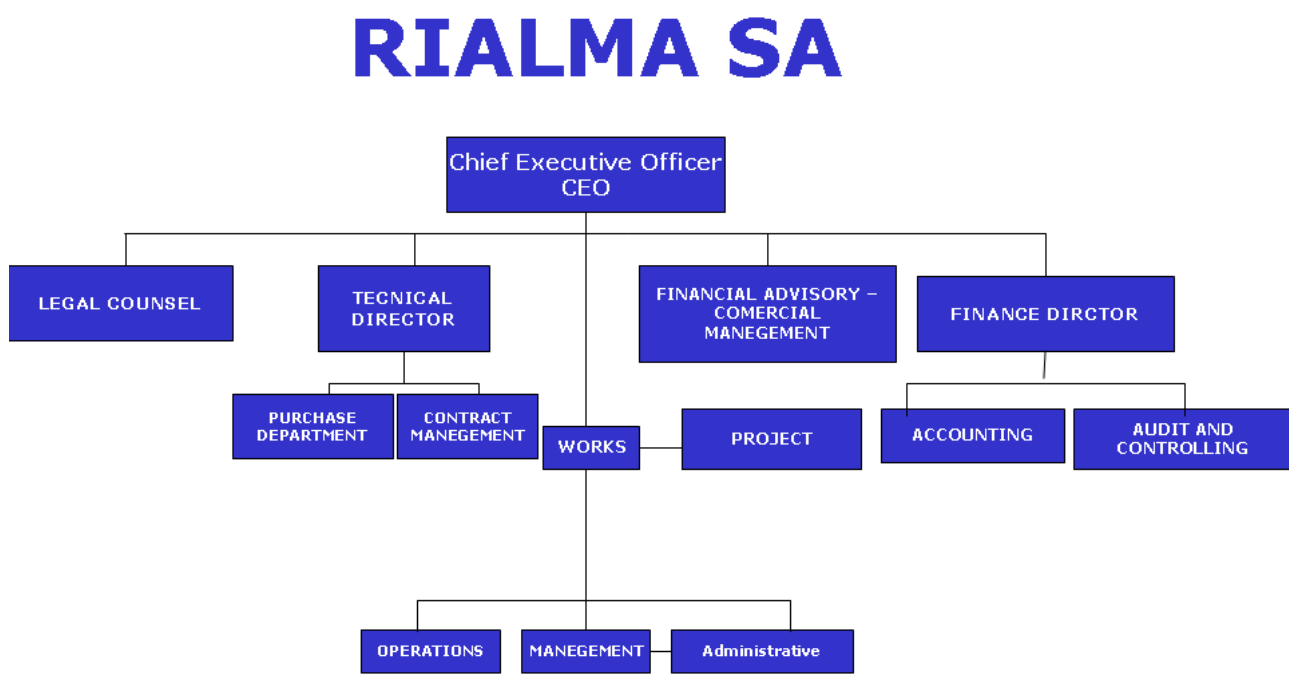 RIALMA SA
Chief Executive Officer
CEO
LEGAL COUNSEL
TECNICAL
DIRECTOR
FINANCIAL ADVISORY –
COMERCIAL
MANEGEMENT
FINANCE DIRCTOR
PURCHASE
DEPARTMENT
CONTRACT
MANEGEMENT
WORKS
PROJECT
ACCOUNTING
AUDIT AND
CONTROLLING
OPERATIONS
MANEGEMENT
Administrative